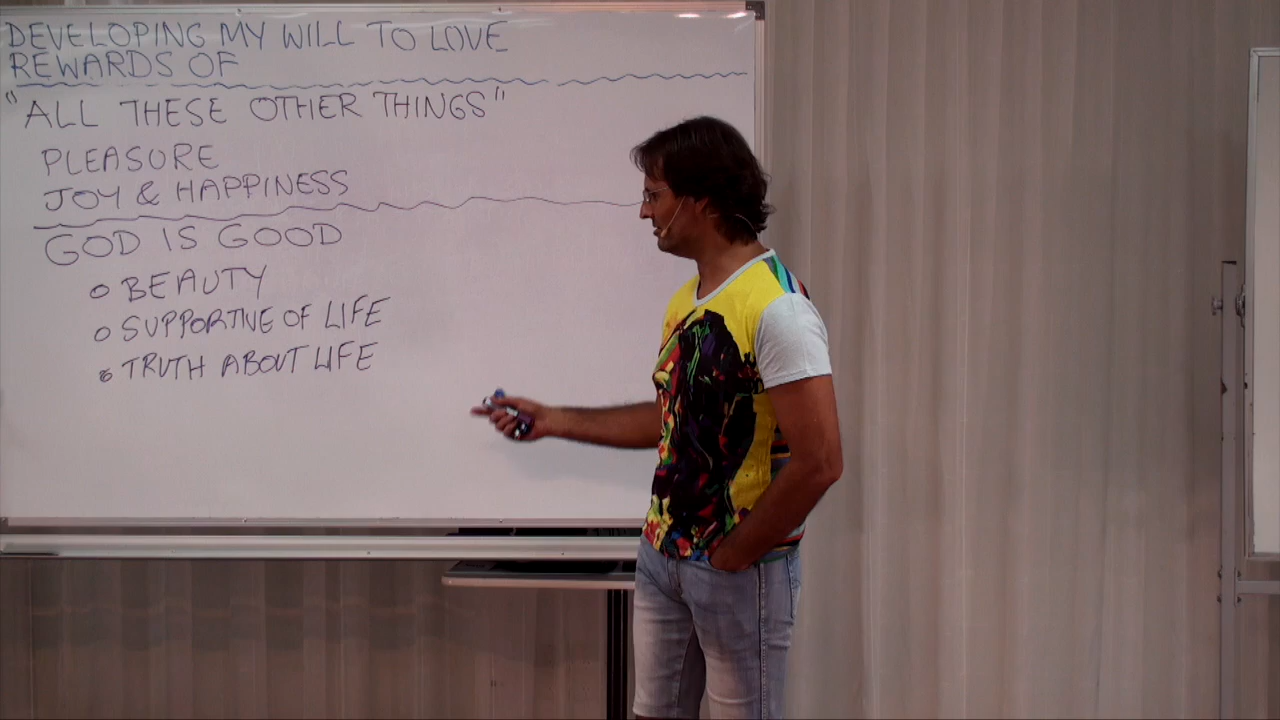 DEVELOPING MY WILL TO LOVE
REWARDS OF
"ALL THESE OTHER THINGS"
PLEASURE
JOY & HAPPINESS
GOD IS GOOD
BEAUTY
SUPPORTIVE OF LIFE
TRUTH ABOUT LIFE